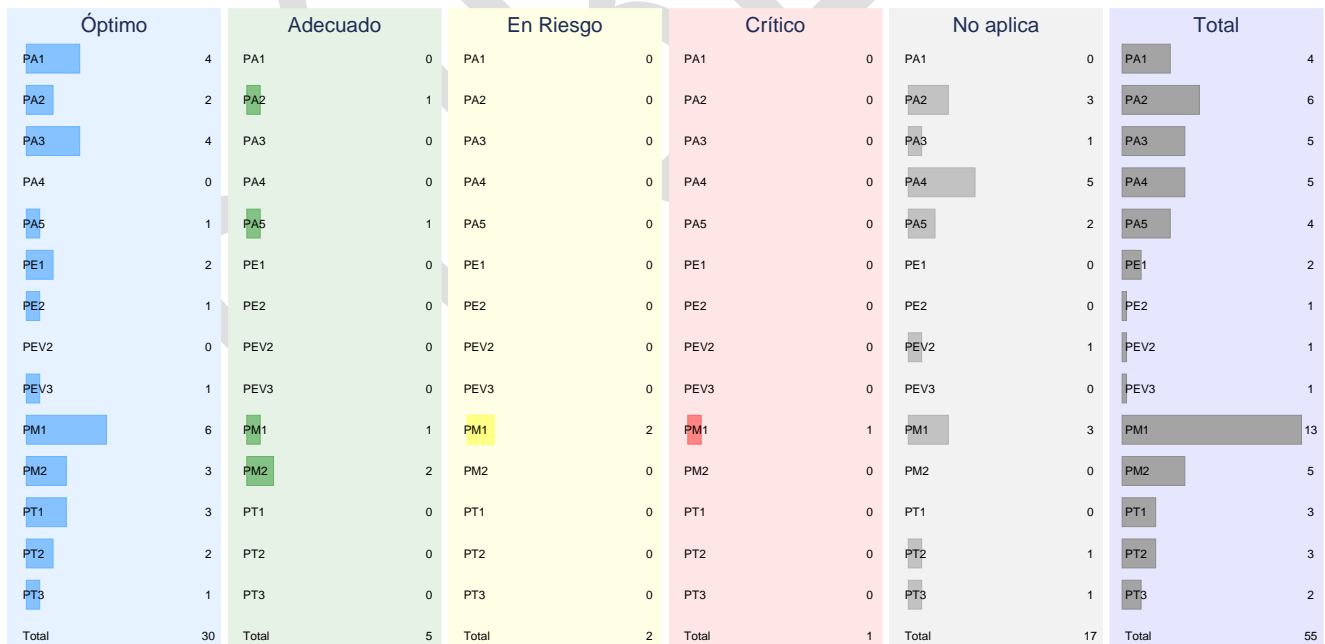 Óptimo Adecuado En Riesgo Crítico No aplica Total
PA1 4 PA1 0 PA1 0 PA1 0 PA1 0 PA1 4
PA2 2 PA2 1 PA2 0 PA2 0 PA2 3 PA2 6
PA3 4 PA3 0 PA3 0 PA3 0 PA3 1 PA3 5
PA4 0 PA4 0 PA4 0 PA4 0 PA4 5 PA4 5
PA5 1 PA5 1 PA5 0 PA5 0 PA5 2 PA5 4
PE1 2 PE1 0 PE1 0 PE1 0 PE1 0 PE1 2
PE2 1 PE2 0 PE2 0 PE2 0 PE2 0 PE2 1
PEV2 0 PEV2 0 PEV2 0 PEV2 0 PEV2 1 PEV2 1
PEV3 1 PEV3 0 PEV3 0 PEV3 0 PEV3 0 PEV3 1
PM1 6 PM1 1 PM1 2 PM1 1 PM1 3 PM1 13
PM2 3 PM2 2 PM2 0 PM2 0 PM2 0 PM2 5
PT1 3 PT1 0 PT1 0 PT1 0 PT1 0 PT1 3
PT2 2 PT2 0 PT2 0 PT2 0 PT2 1 PT2 3
PT3 1 PT3 0 PT3 0 PT3 0 PT3 1 PT3 2
Total 30 Total 5 Total 2 Total 1 Total 17 Total 55